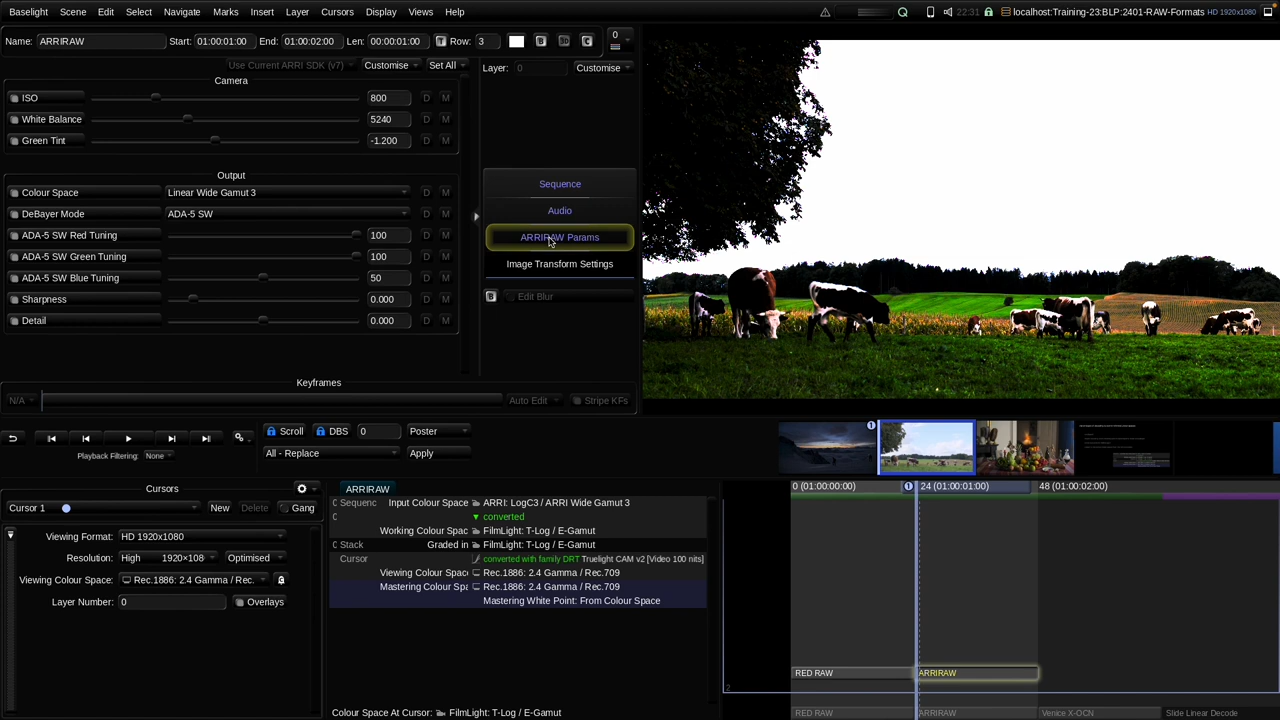 Baselight Scene Edit Select Navigate Marks Insert Layer Cursors Display Views Help 22:31 localhost:Training-23:BLP:2401-RAW-Formats HD 1920x1080
Name: ARRIRAW Start: 01:00:01:00 End: 01:00:02:00 Len: 00:00:01:00 T Row: 3 B 3D C 0
Use Current ARRI SDK (v7) Customise Set All Layer: 0 Customise
Camera
ISO 800 D M
White Balance 5240 D M
Green Tint -1.200 D M
Output
Colour Space Linear Wide Gamut 3 D M
DeBayer Mode ADA-5 SW D M
ADA-5 SW Red Tuning 100 D M
ADA-5 SW Green Tuning 100 D M
ADA-5 SW Blue Tuning 50 D M
Sharpness 0.000 D M
Detail 0.000 D M
Sequence
Audio
ARRIRAW Params
Image Transform Settings
B Edit Blur
Keyframes
N/A Auto Edit Stripe KFs
Scroll DBS 0 Poster
Playback Filtering: None All - Replace Apply
1
Cursors
Cursor 1 New Delete Gang
Viewing Format: HD 1920x1080
Resolution: High 1920×108 Optimised
Viewing Colour Space: Rec.1886: 2.4 Gamma / Rec.
Layer Number: 0 Overlays
ARRIRAW
Sequenc Input Colour Space ARRI: LogC3 / ARRI Wide Gamut 3
converted
Working Colour Spac FilmLight: T-Log / E-Gamut
Stack Graded in FilmLight: T-Log / E-Gamut
Cursor converted with family DRT Truelight CAM v2 [Video 100 nits]
Viewing Colour Space Rec.1886: 2.4 Gamma / Rec.709
Mastering Colour Spa Rec.1886: 2.4 Gamma / Rec.709
Mastering White Point: From Colour Space
Colour Space At Cursor: FilmLight: T-Log / E-Gamut
0 (01:00:00:00) 1 24 (01:00:01:00) 48 (01:00:02:00)
RED RAW ARRIRAW
2
RED RAW ARRIRAW Venice X-OCN Slide Linear Decode